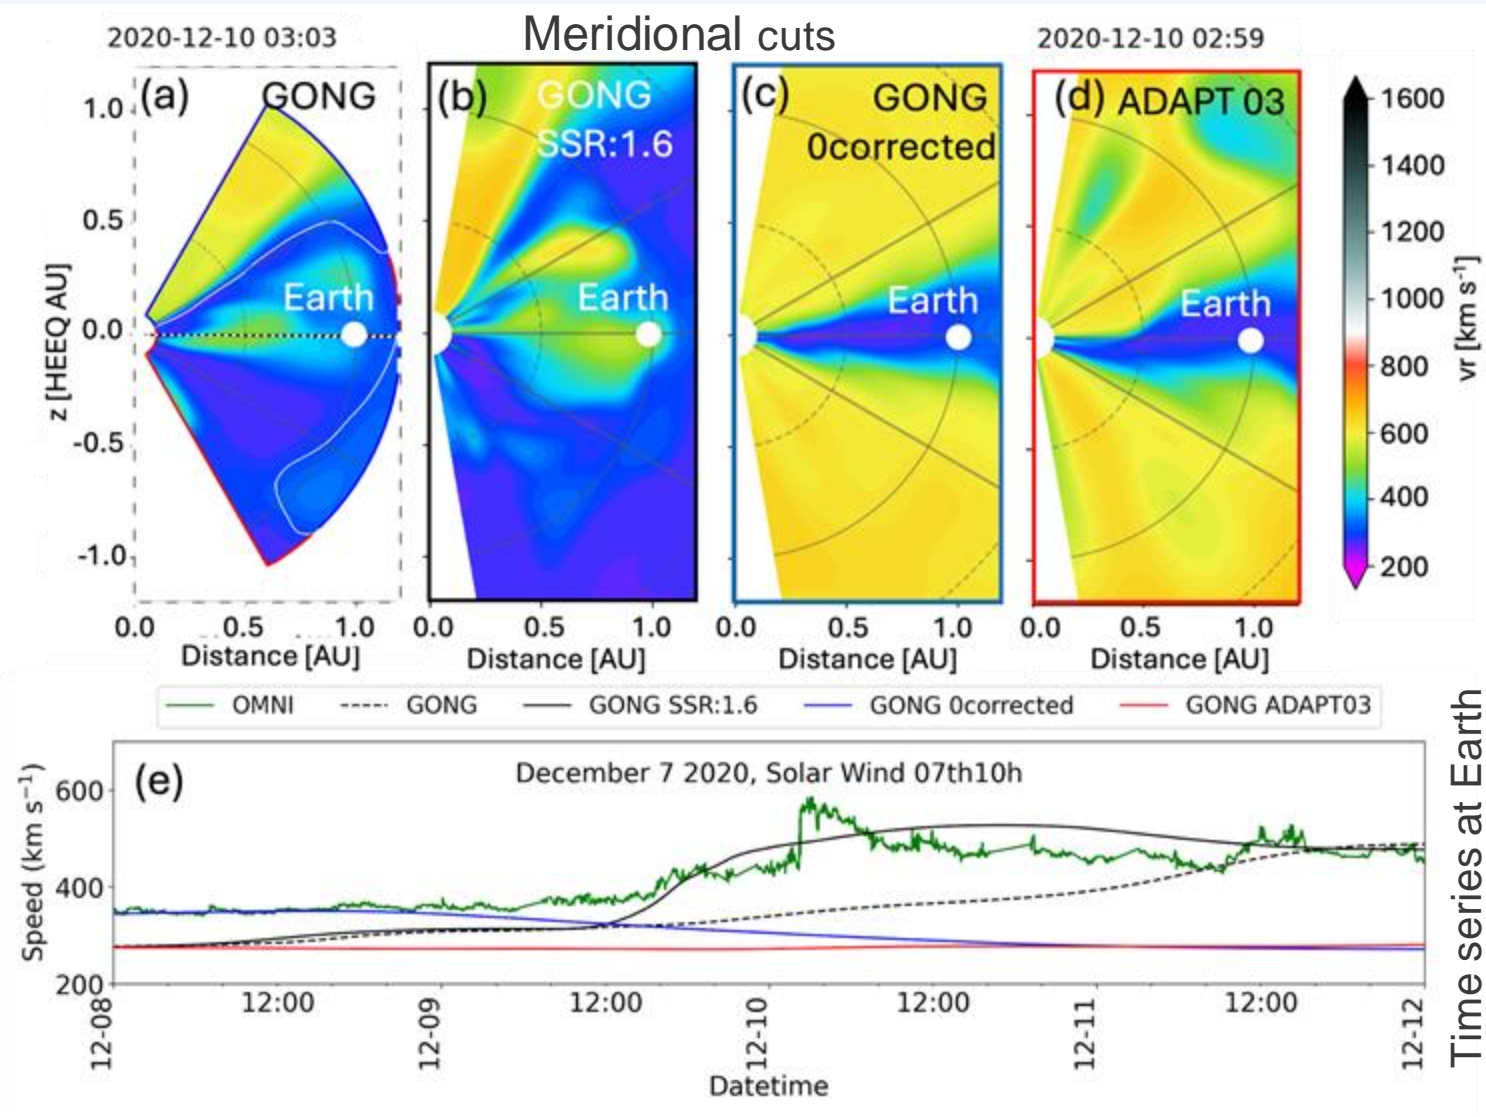 Meridional cuts
2020-12-10 03:03
2020-12-10 02:59
(a) GONG
(b) GONG
SSR:1.6
(c) GONG
0corrected
(d) ADAPT 03
Earth
Earth
Earth
Earth
z [HEEQ AU]
1.0
0.5
0.0
-0.5
-1.0
0.0 0.5 1.0
0.0 0.5 1.0
0.0 0.5 1.0
0.0 0.5 1.0
Distance [AU]
Distance [AU]
Distance [AU]
Distance [AU]
1600
1400
1200
1000
800
600
400
200
vr [km s⁻¹]
OMNI GONG GONG SSR:1.6 GONG 0corrected GONG ADAPT03
(e)
December 7 2020, Solar Wind 07th10h
Speed (km s⁻¹)
600
400
200
12-08 12:00 12-09 12:00 12-10 12:00 12-11 12:00 12-12
Datetime
Time series at Earth